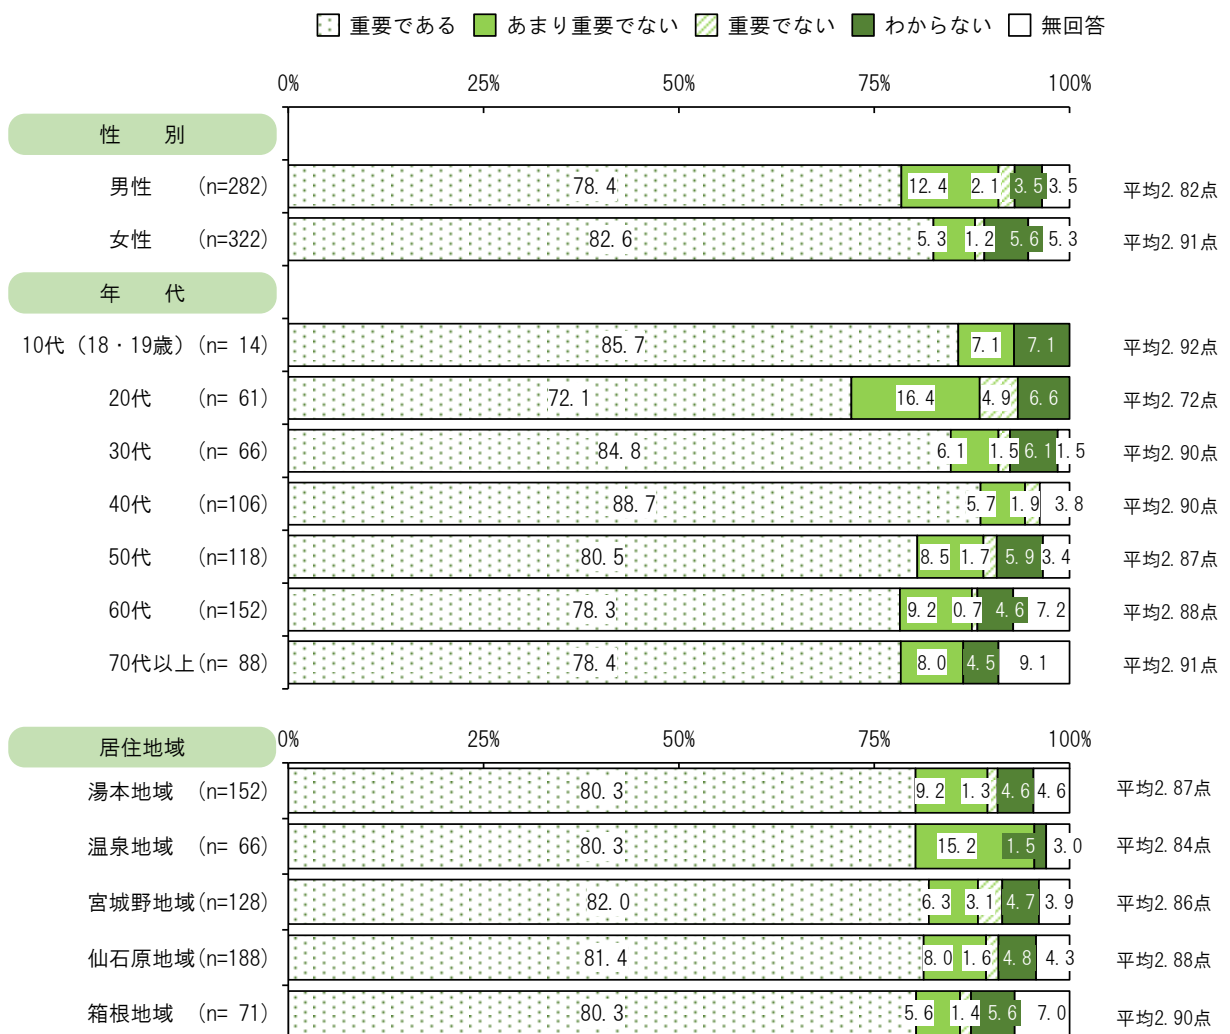 重要である あまり重要でない 重要でない わからない 無回答
0% 25% 50% 75% 100%
性 別
男性 (n=282) 78.4 12.4 2.1 3.5 3.5 平均2.82点
女性 (n=322) 82.6 5.3 1.2 5.6 5.3 平均2.91点
年 代
10代（18・19歳）(n= 14) 85.7 7.1 7.1 平均2.92点
20代 (n= 61) 72.1 16.4 4.9 6.6 平均2.72点
30代 (n= 66) 84.8 6.1 1.5 6.1 1.5 平均2.90点
40代 (n=106) 88.7 5.7 1.9 3.8 平均2.90点
50代 (n=118) 80.5 8.5 1.7 5.9 3.4 平均2.87点
60代 (n=152) 78.3 9.2 0.7 4.6 7.2 平均2.88点
70代以上(n= 88) 78.4 8.0 4.5 9.1 平均2.91点
居住地域 0% 25% 50% 75% 100%
湯本地域 (n=152) 80.3 9.2 1.3 4.6 4.6 平均2.87点
温泉地域 (n= 66) 80.3 15.2 1.5 3.0 平均2.84点
宮城野地域(n=128) 82.0 6.3 3.1 4.7 3.9 平均2.86点
仙石原地域(n=188) 81.4 8.0 1.6 4.8 4.3 平均2.88点
箱根地域 (n= 71) 80.3 5.6 1.4 5.6 7.0 平均2.90点